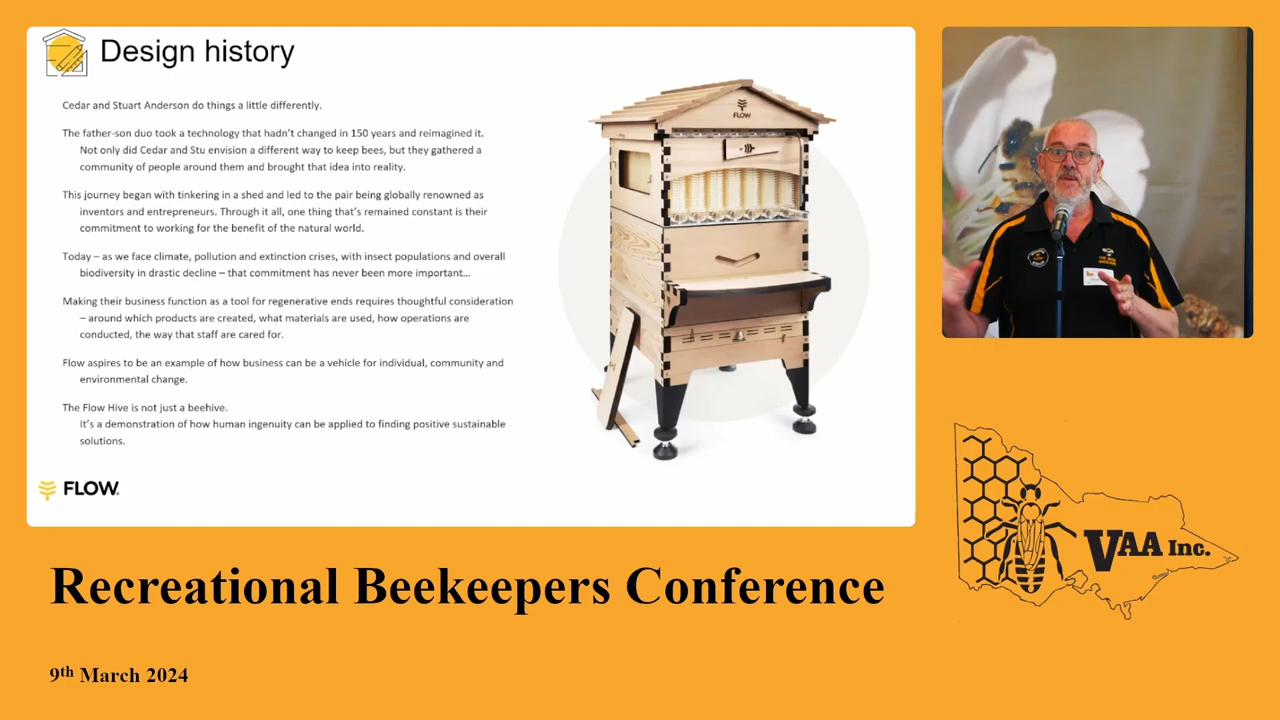 Design history
Cedar and Stuart Anderson do things a little differently.
The father-son duo took a technology that hadn't changed in 150 years and reimagined it.
Not only did Cedar and Stu envision a different way to keep bees, but they gathered a
community of people around them and brought that idea into reality.
This journey began with tinkering in a shed and led to the pair being globally renowned as
inventors and entrepreneurs. Through it all, one thing that's remained constant is their
commitment to working for the benefit of the natural world.
Today – as we face climate, pollution and extinction crises, with insect populations and overall
biodiversity in drastic decline – that commitment has never been more important…
Making their business function as a tool for regenerative ends requires thoughtful consideration
– around which products are created, what materials are used, how operations are
conducted, the way that staff are cared for.
Flow aspires to be an example of how business can be a vehicle for individual, community and
environmental change.
The Flow Hive is not just a beehive.
It's a demonstration of how human ingenuity can be applied to finding positive sustainable
solutions.
FLOW
FLOW
VAA Inc.
Recreational Beekeepers Conference
9th March 2024